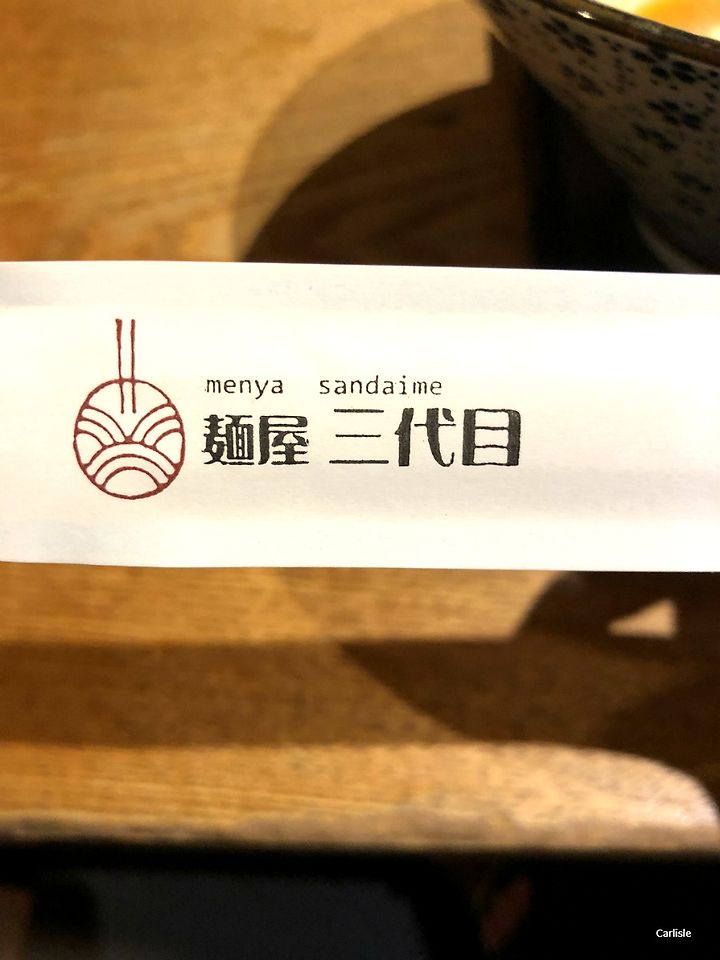 menya sandaime
麺屋 三代目
Carlisle